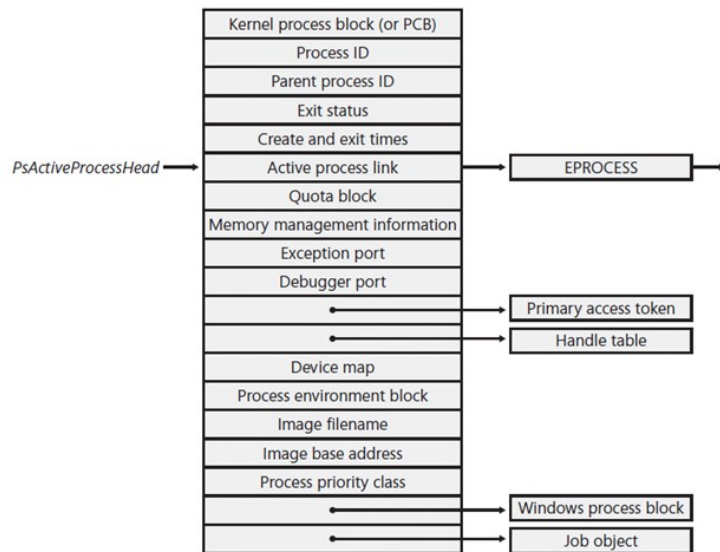 Kernel process block (or PCB)
Process ID
Parent process ID
Exit status
Create and exit times
PsActiveProcessHead
Active process link
EPROCESS
Quota block
Memory management information
Exception port
Debugger port
Primary access token
Handle table
Device map
Process environment block
Image filename
Image base address
Process priority class
Windows process block
Job object